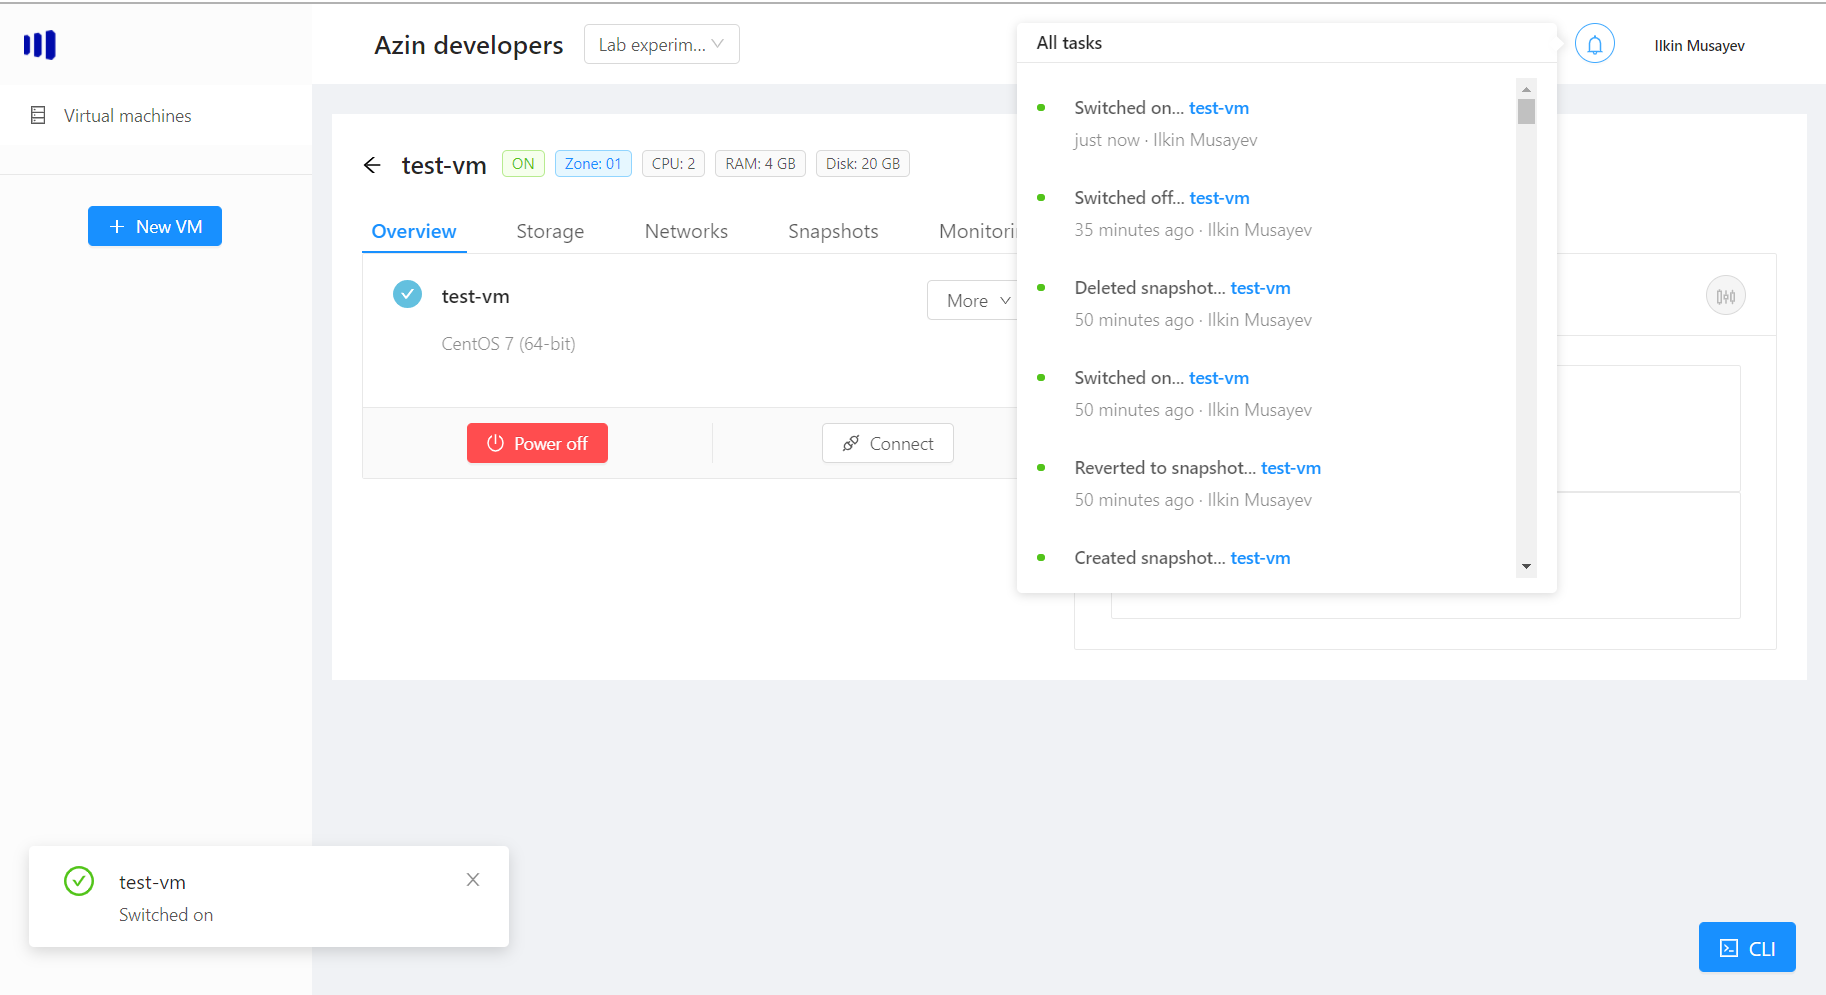 Azin developers
Lab experim...
All tasks
Ilkin Musayev
Virtual machines
New VM
test-vm ON Zone: 01 CPU: 2 RAM: 4 GB Disk: 20 GB
Overview Storage Networks Snapshots Monitori
test-vm
More
CentOS 7 (64-bit)
Power off
Connect
Switched on... test-vm
just now · Ilkin Musayev
Switched off... test-vm
35 minutes ago · Ilkin Musayev
Deleted snapshot... test-vm
50 minutes ago · Ilkin Musayev
Switched on... test-vm
50 minutes ago · Ilkin Musayev
Reverted to snapshot... test-vm
50 minutes ago · Ilkin Musayev
Created snapshot... test-vm
test-vm
Switched on
CLI